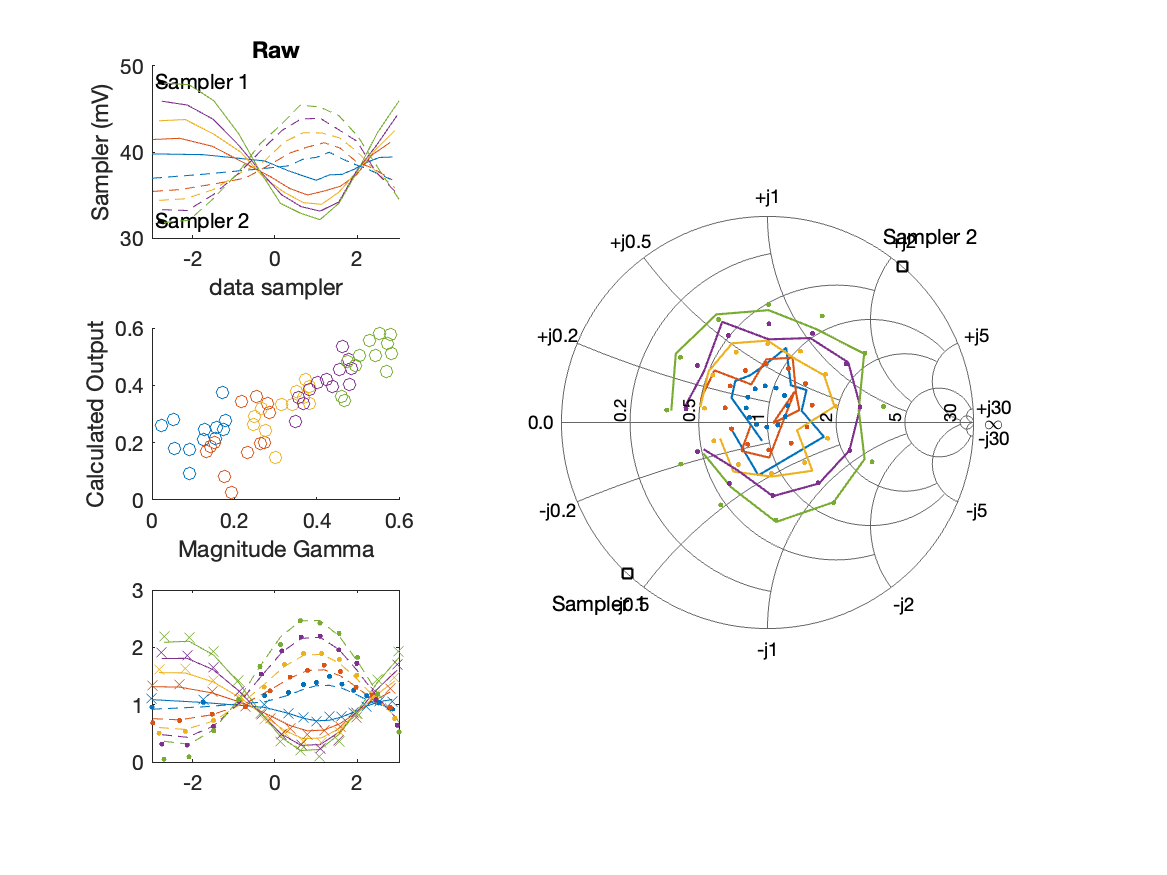 Raw
50
Sampler 1
40
Sampler (mV)
Sampler 2
30
-2
0
2
data sampler
0.6
0.4
0.2
0
Calculated Output
0
0.2
0.4
0.6
Magnitude Gamma
3
2
1
0
-2
0
2
+j1
Sampler 2
+j2
+j0.5
+j5
+j0.2
+j30
0.0
0.2
0.5
1
2
5
30
∞
-j30
-j0.2
-j5
Sampler 1
-j0.5
-j2
-j1